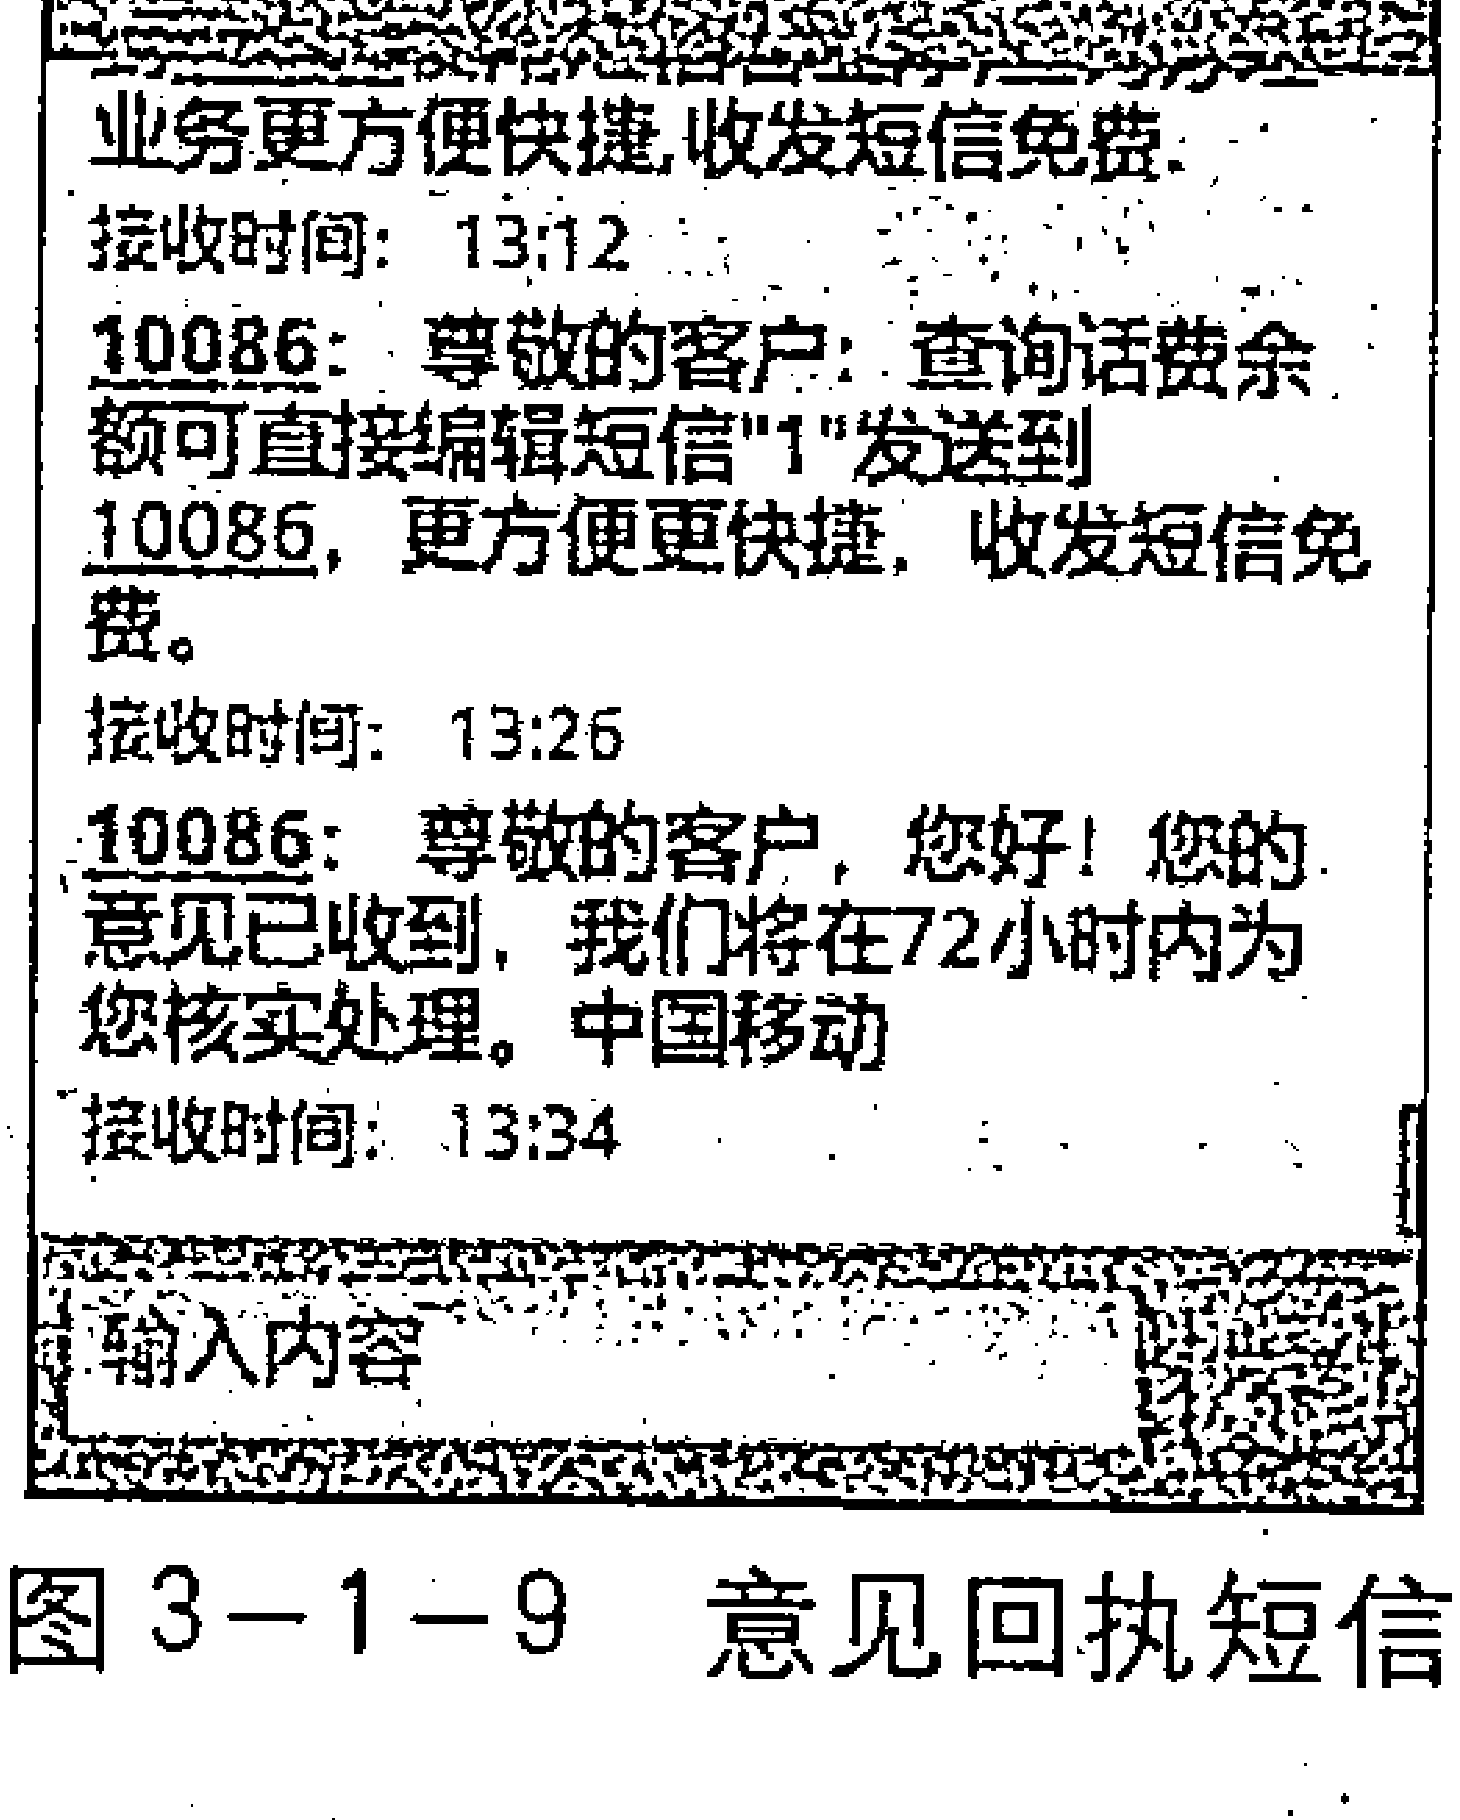 业务更方便快捷,收发短信免费.
接收时间: 13:12
10086: 尊敬的客户: 查询话费余
额可直接编辑短信"1"发送到
10086, 更方便更快捷, 收发短信免
费。
接收时间: 13:26
10086: 尊敬的客户, 您好! 您的
意见已收到, 我们将在72小时内为
您核实处理。中国移动
接收时间: 13:34
输入内容
图 3-1-9 意见回执短信